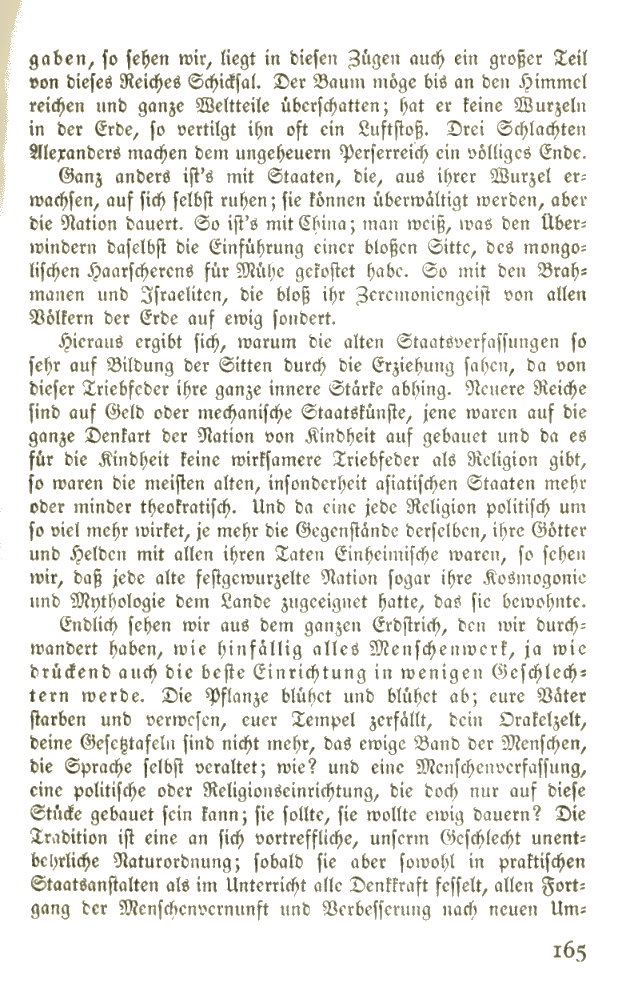 gaben, so sehen wir, liegt in diesen Zügen auch ein großer Teil
von dieses Reiches Schicksal. Der Baum möge bis an den Himmel
reichen und ganze Weltteile überschatten; hat er keine Wurzeln
in der Erde, so vertilgt ihn oft ein Luftstoß. Drei Schlachten
Alexanders machen dem ungeheuern Perserreich ein völliges Ende.
Ganz anders ist's mit Staaten, die, aus ihrer Wurzel er-
wachsen, auf sich selbst ruhen; sie können überwältigt werden, aber
die Nation dauert. So ist's mit China; man weiß, was den Über-
windern daselbst die Einführung einer bloßen Sitte, des mongo-
lischen Haarscherens für Mühe gekostet habe. So mit den Brah-
manen und Israeliten, die bloß ihr Zeremoniengeist von allen
Völkern der Erde auf ewig sondert.
Hieraus ergibt sich, warum die alten Staatsverfassungen so
sehr auf Bildung der Sitten durch die Erziehung sahen, da von
dieser Triebfeder ihre ganze innere Stärke abhing. Neuere Reiche
sind auf Geld oder mechanische Staatskünste, jene waren auf die
ganze Denkart der Nation von Kindheit auf gebauet und da es
für die Kindheit keine wirksamere Triebfeder als Religion gibt,
so waren die meisten alten, insonderheit asiatischen Staaten mehr
oder minder theokratisch. Und da eine jede Religion politisch um
so viel mehr wirket, je mehr die Gegenstände derselben, ihre Götter
und Helden mit allen ihren Taten Einheimische waren, so sehen
wir, daß jede alte festgewurzelte Nation sogar ihre Kosmogonie
und Mythologie dem Lande zugeeignet hatte, das sie bewohnte.
Endlich sehen wir aus dem ganzen Erdstrich, den wir durch-
wandert haben, wie hinfällig alles Menschenwerk, ja wie
drückend auch die beste Einrichtung in wenigen Geschlech-
tern werde. Die Pflanze blühet und blühet ab; eure Väter
starben und verwesen, euer Tempel zerfällt, dein Orakelzelt,
deine Gesetztafeln sind nicht mehr, das ewige Band der Menschen,
die Sprache selbst veraltet; wie? und eine Menschenverfassung,
eine politische oder Religionseinrichtung, die doch nur auf diese
Stücke gebauet sein kann; sie sollte, sie wollte ewig dauern? Die
Tradition ist eine an sich vortreffliche, unserm Geschlecht unent-
behrliche Naturordnung; sobald sie aber sowohl in praktischen
Staatsanstalten als im Unterricht alle Denkkraft fesselt, allen Fort-
gang der Menschenvernunft und Verbesserung nach neuen Um-
165